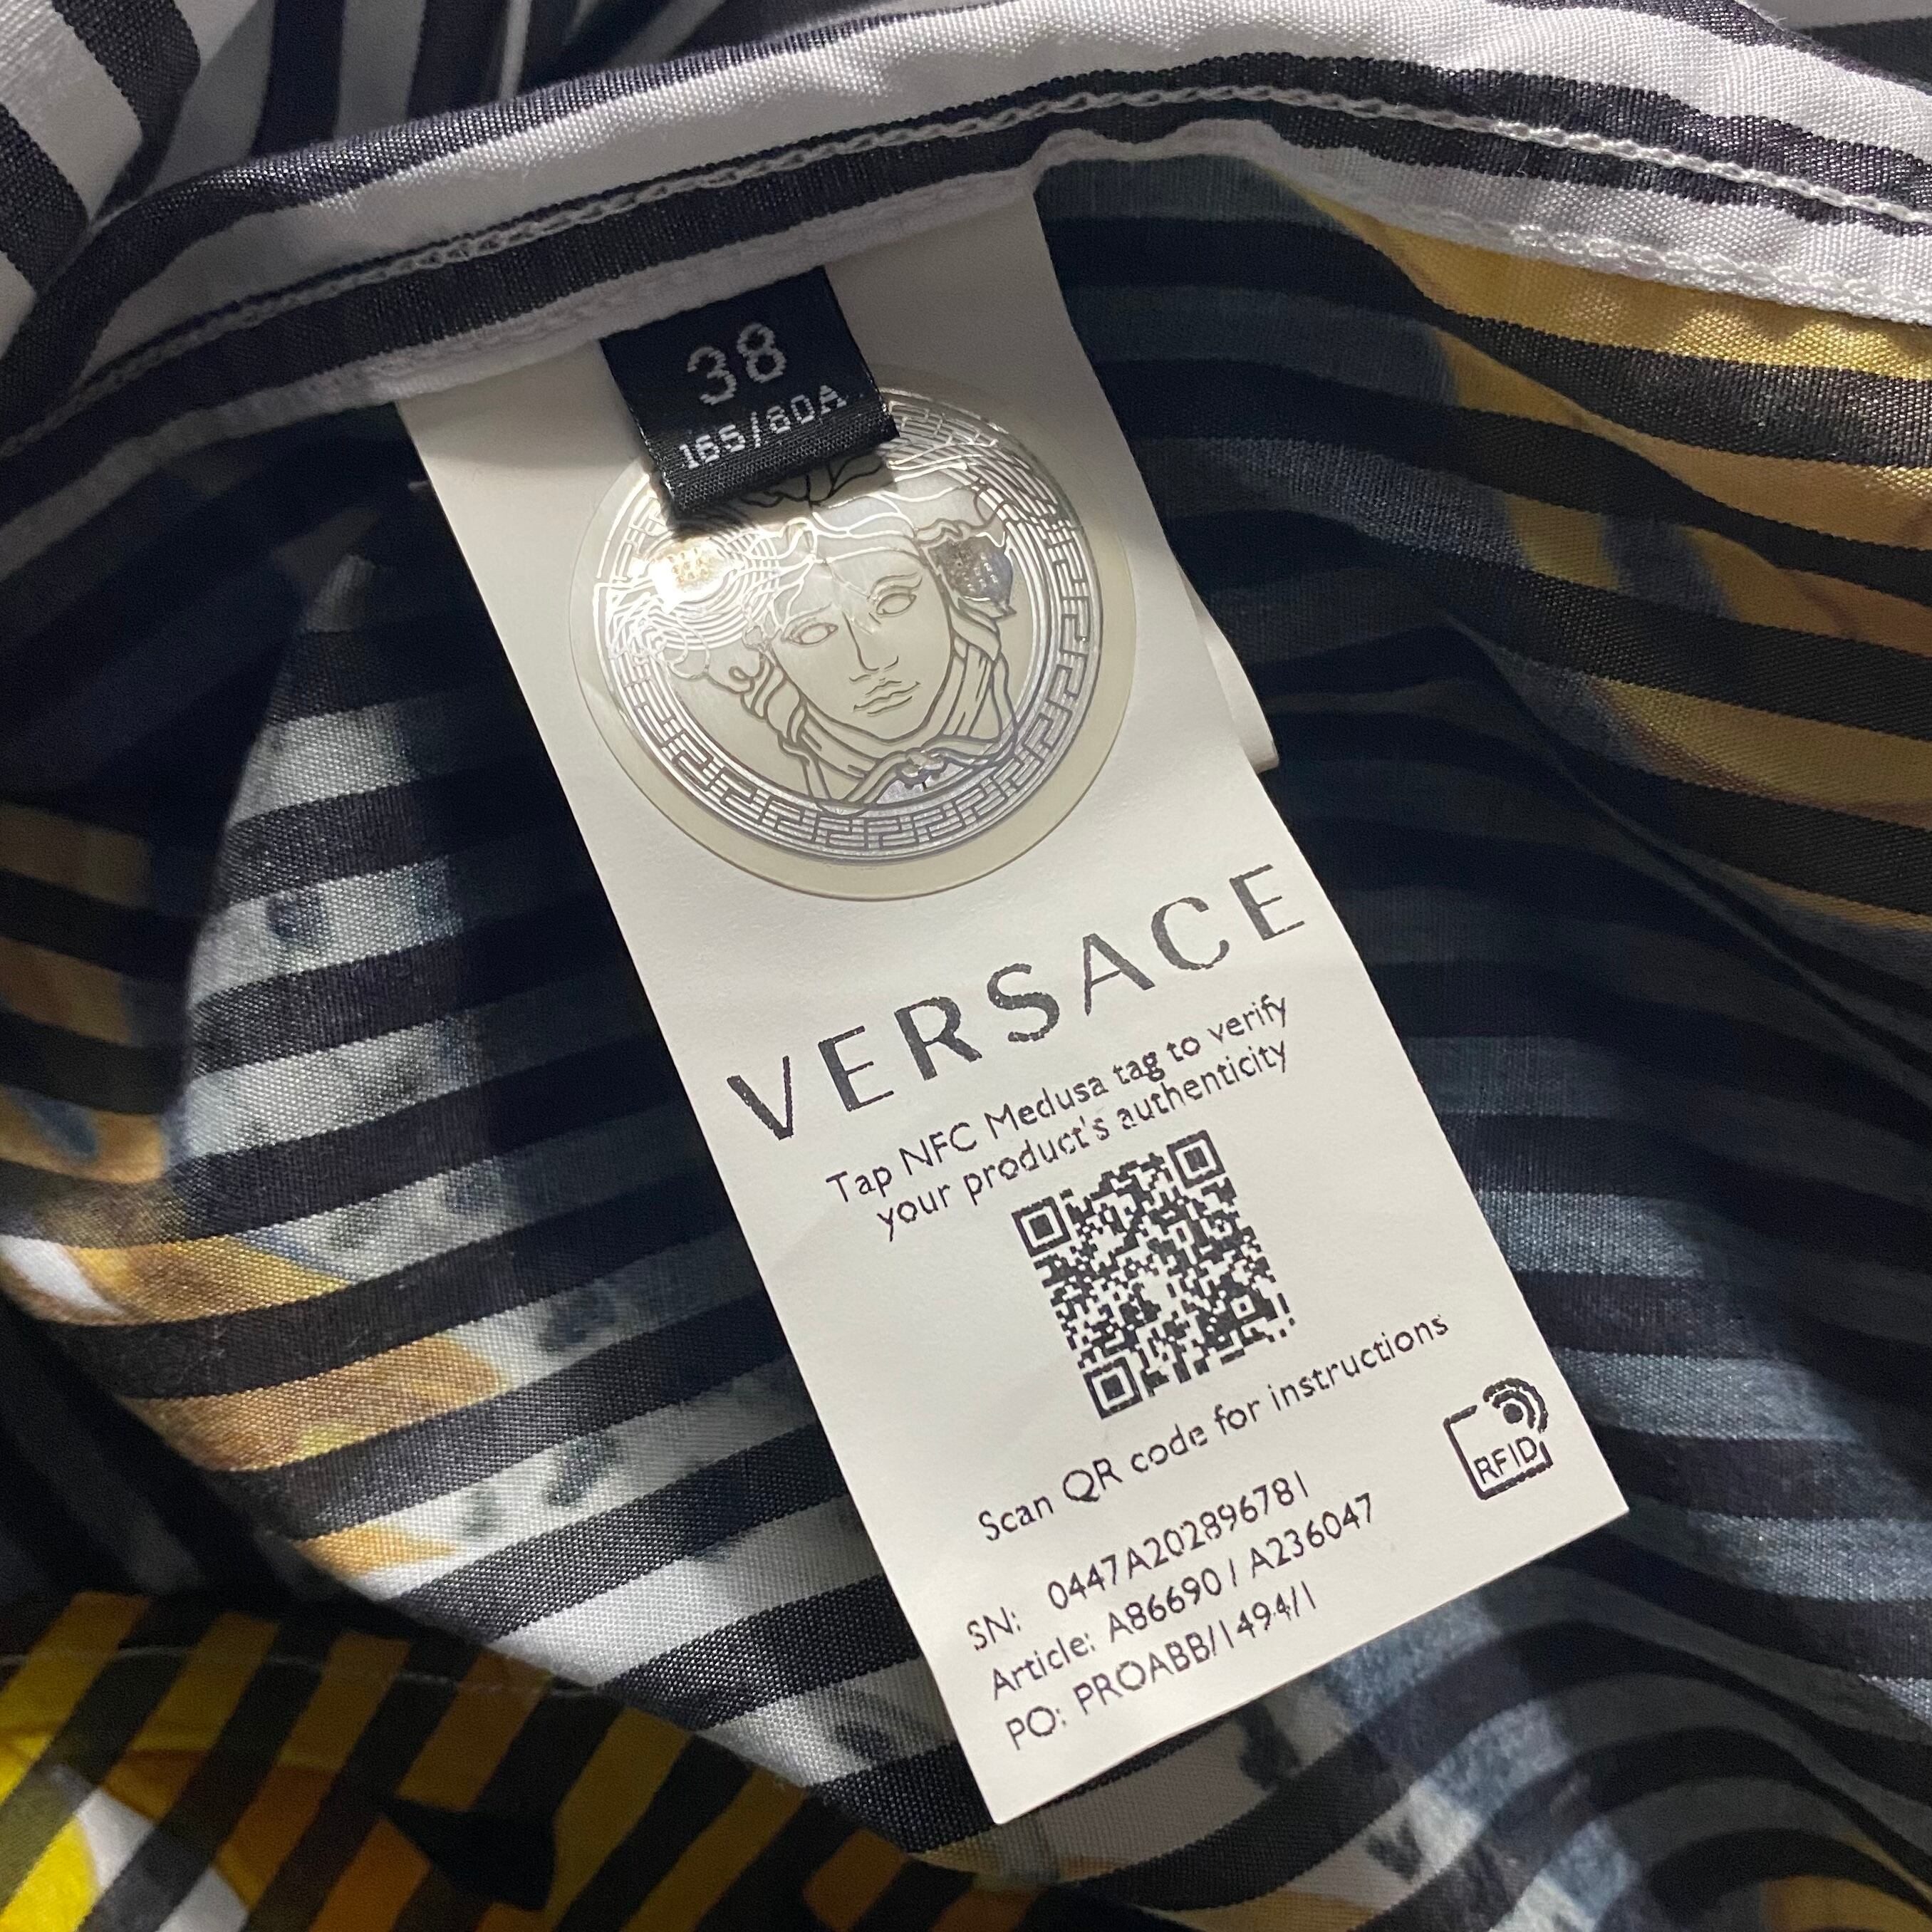 38
165/80A
VERSACE
Tap NFC Medusa tag to verify
your product's authenticity
Scan QR code for instructions
RFID
SN: 0447A202896781
Article: A86690 / A236047
PO: PROABB/1494/1